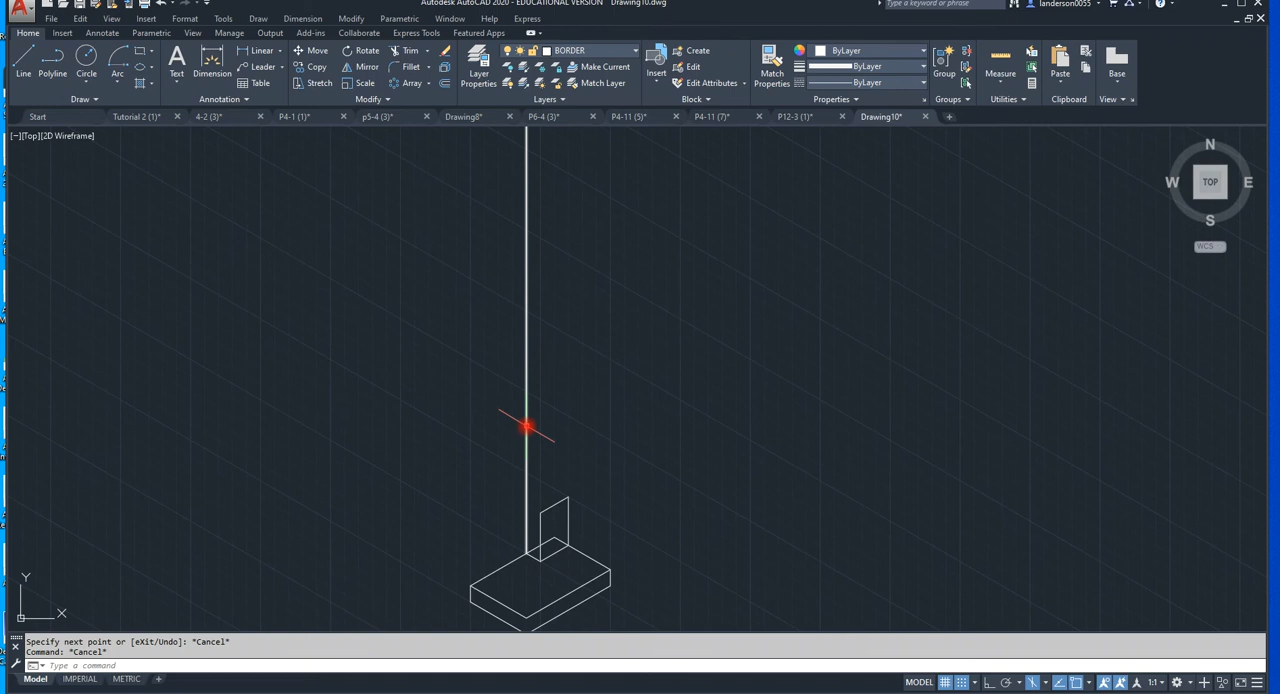 Autodesk AutoCAD 2020 - EDUCATIONAL VERSION Drawing10.dwg
Type a keyword or phrase
landerson0055
File Edit View Insert Format Tools Draw Dimension Modify Parametric Window Help Express
Home Insert Annotate Parametric View Manage Output Add-ins Collaborate Express Tools Featured Apps
Line
Polyline
Circle
Arc
Draw
Text
Dimension
Linear
Leader
Table
Annotation
Move Rotate Trim
Copy Mirror Fillet
Stretch Scale Array
Modify
Layer
Properties
BORDER
Make Current
Match Layer
Layers
Insert
Create
Edit
Edit Attributes
Block
Match
Properties
ByLayer
ByLayer
ByLayer
Properties
Group
Groups
Measure
Utilities
Paste
Clipboard
Base
View
Start Tutorial 2 (1)* 4-2 (3)* P4-1 (1)* p5-4 (3)* Drawing8* P6-4 (3)* P4-11 (5)* P4-11 (7)* P12-3 (1)* Drawing10*
[−][Top][2D Wireframe]
N
W TOP E
S
WCS
Y
X
Specify next point or [eXit/Undo]: *Cancel*
Command: *Cancel*
Type a command
Model IMPERIAL METRIC
MODEL 1:1